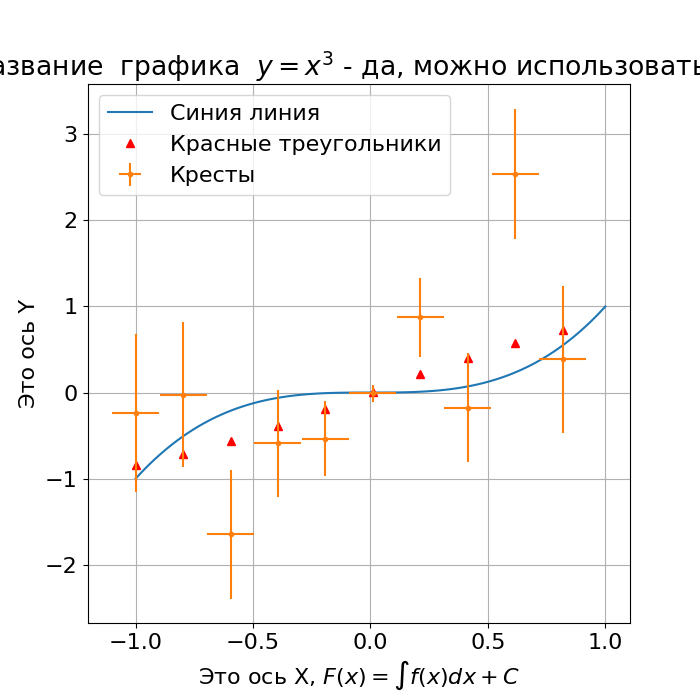 азвание графика y = x³ - да, можно использовать
Синия линия
Красные треугольники
Кресты
3
2
1
0
−1
−2
Это ось Y
−1.0 −0.5 0.0 0.5 1.0
Это ось X, F(x) = ∫f(x)dx + C